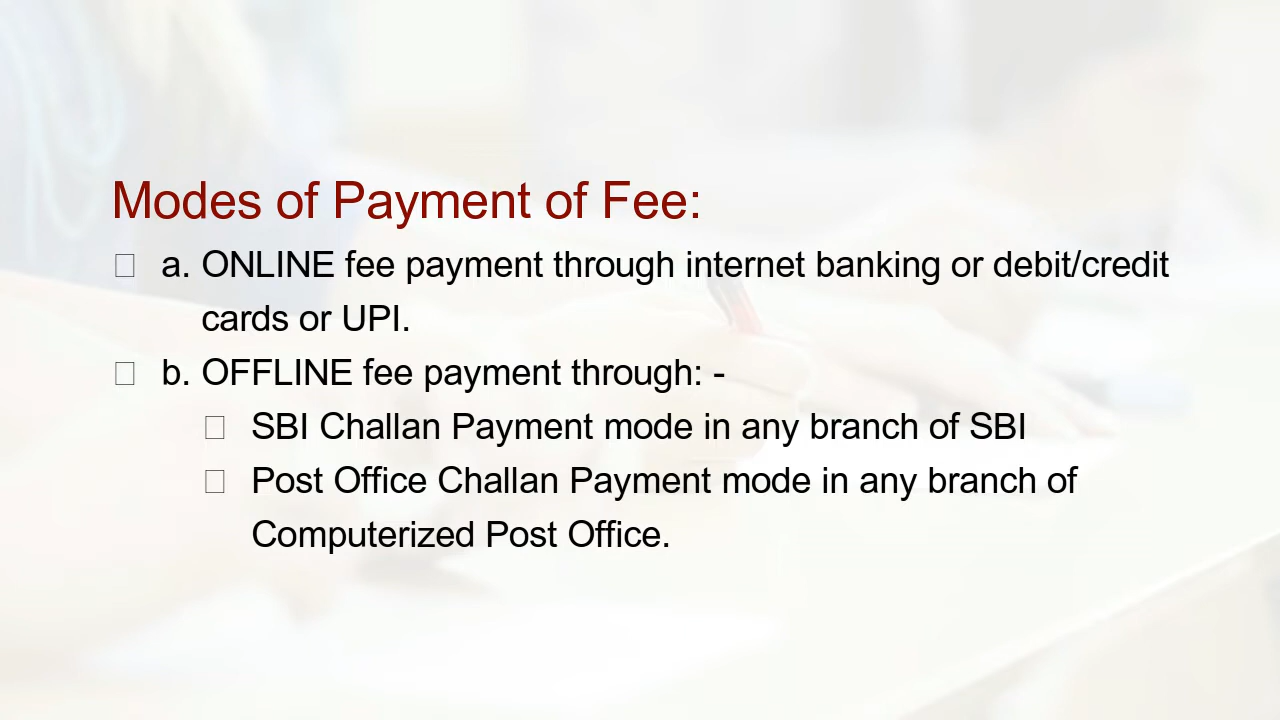 Modes of Payment of Fee:
a. ONLINE fee payment through internet banking or debit/credit
cards or UPI.
b. OFFLINE fee payment through: -
SBI Challan Payment mode in any branch of SBI
Post Office Challan Payment mode in any branch of
Computerized Post Office.